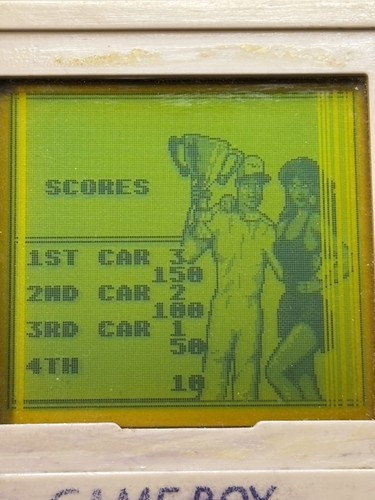 SCORES
1ST CAR 3
150
2ND CAR 2
100
3RD CAR 1
50
4TH
10
GAMEBOY